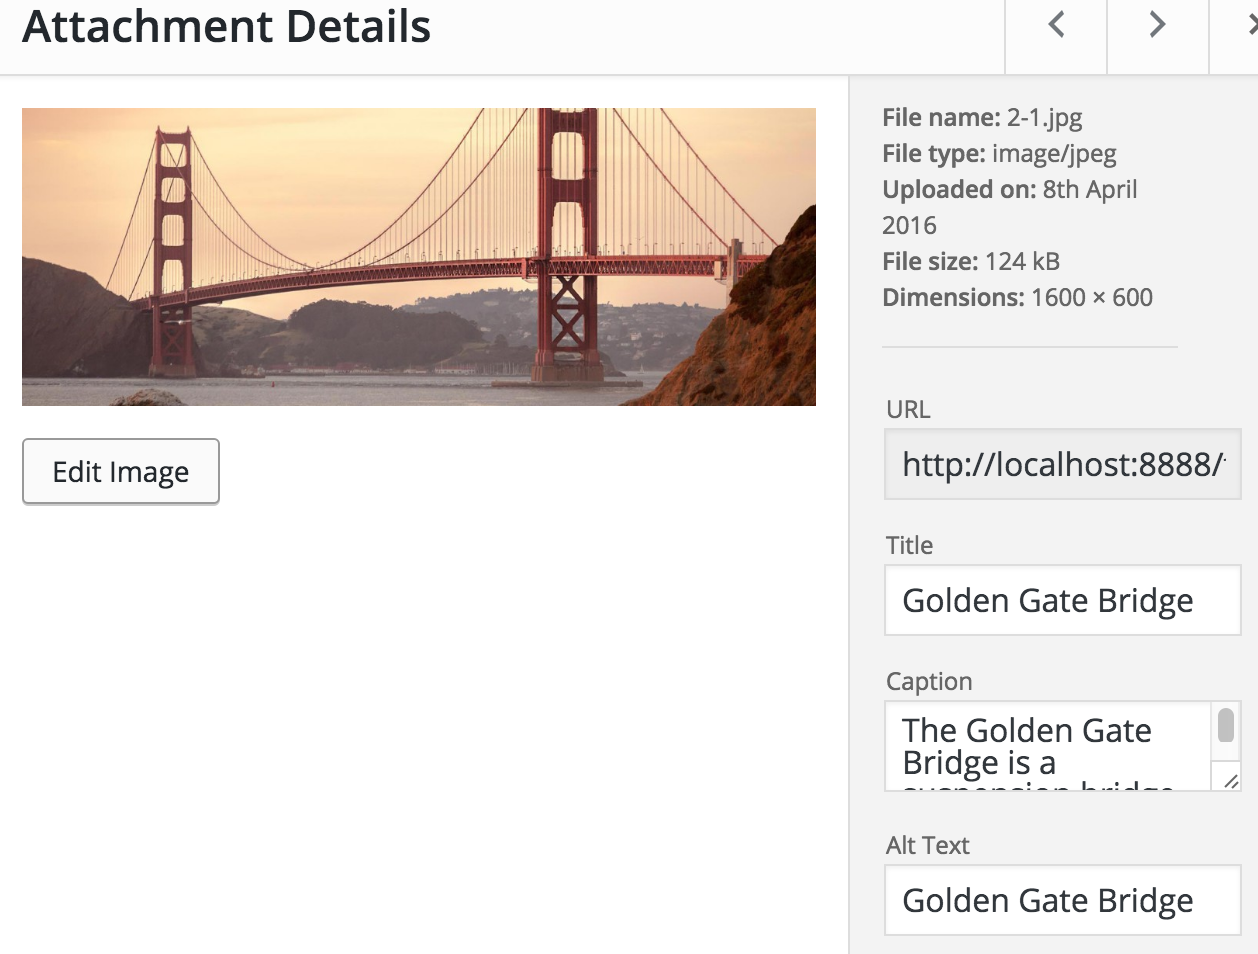 Attachment Details
File name: 2-1.jpg
File type: image/jpeg
Uploaded on: 8th April
2016
File size: 124 kB
Dimensions: 1600 × 600
URL
http://localhost:8888/
Title
Golden Gate Bridge
Caption
The Golden Gate
Bridge is a
suspension bridge
Alt Text
Golden Gate Bridge
Edit Image